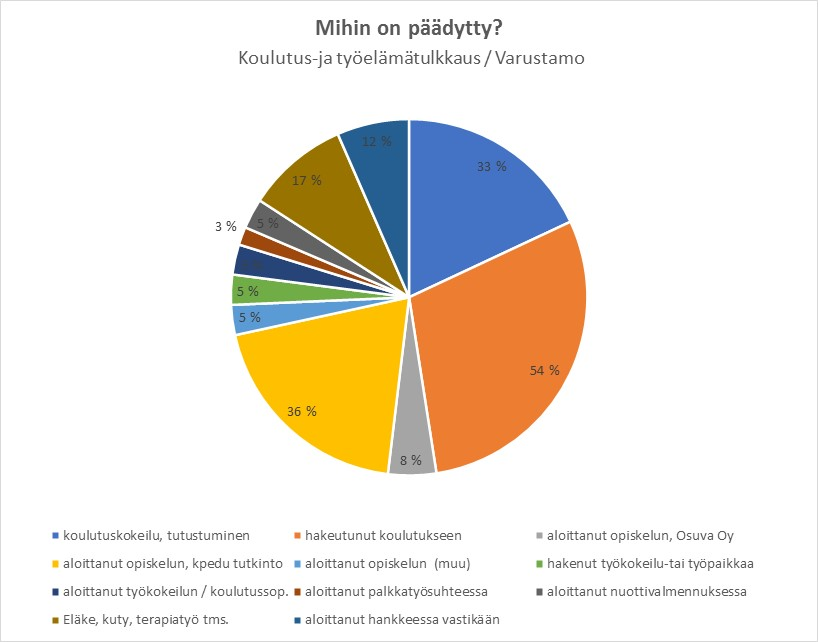 Mihin on päädytty?
Koulutus-ja työelämätulkkaus / Varustamo
12 %
33 %
17 %
5 %
3 %
5 %
5 %
54 %
36 %
8 %
koulutuskokeilu, tutustuminen
hakeutunut koulutukseen
aloittanut opiskelun, Osuva Oy
aloittanut opiskelun, kpedu tutkinto
aloittanut opiskelun (muu)
hakenut työkokeilu-tai työpaikkaa
aloittanut työkokeilun / koulutussop.
aloittanut palkkatyösuhteessa
aloittanut nuottivalmennuksessa
Eläke, kuty, terapiatyö tms.
aloittanut hankkeessa vastikään